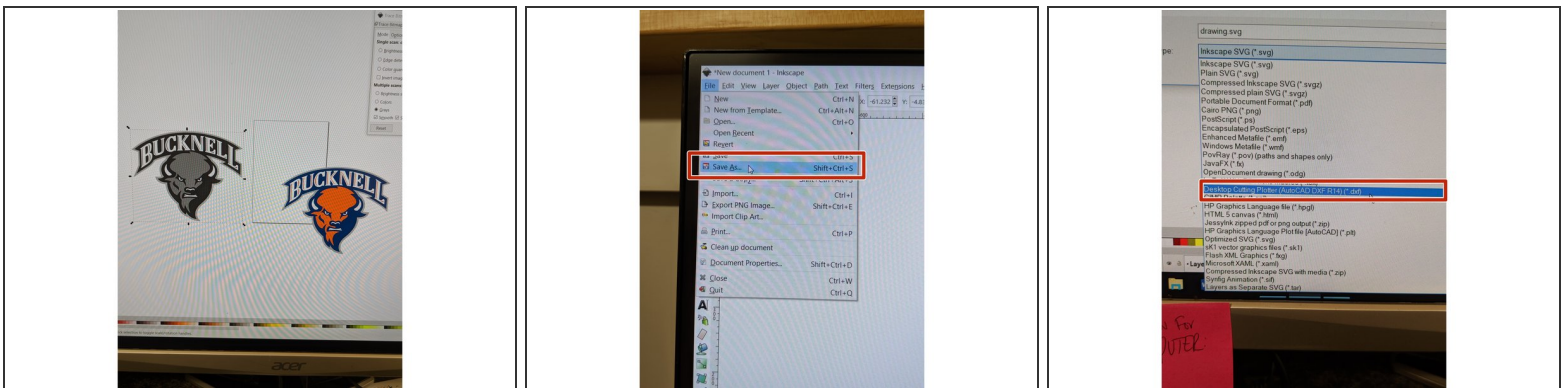 Trace Bitmap
Mode
BUCKNELL
BUCKNELL
acer
*New document 1 - Inkscape
File Edit View Layer Object Path Text Filters Extensions
New Ctrl+N
New from Template... Ctrl+Alt+N
Open... Ctrl+O
Open Recent
Revert
Save Ctrl+S
Save As... Shift+Ctrl+S
Import... Ctrl+I
Export PNG Image... Shift+Ctrl+E
Import Clip Art...
Print... Ctrl+P
Clean up document
Document Properties... Shift+Ctrl+D
Close Ctrl+W
Quit Ctrl+Q
X: -61.232 Y:
drawing.svg
Inkscape SVG (*.svg)
Inkscape SVG (*.svg)
Plain SVG (*.svg)
Compressed Inkscape SVG (*.svgz)
Compressed plain SVG (*.svgz)
Portable Document Format (*.pdf)
Cairo PNG (*.png)
PostScript (*.ps)
Encapsulated PostScript (*.eps)
Enhanced Metafile (*.emf)
Windows Metafile (*.wmf)
PovRay (*.pov) (paths and shapes only)
JavaFX (*.fx)
OpenDocument drawing (*.odg)
Desktop Cutting Plotter (AutoCAD DXF R14) (*.dxf)
HP Graphics Language file (*.hpgl)
HTML 5 canvas (*.html)
JessyInk zipped pdf or png output (*.zip)
HP Graphics Language Plot file [AutoCAD] (*.plt)
Optimized SVG (*.svg)
sK1 vector graphics files (*.sk1)
Flash XML Graphics (*.fxg)
Microsoft XAML (*.xaml)
Compressed Inkscape SVG with media (*.zip)
Synfig Animation (*.sif)
Layers as Separate SVG (*.tar)
For